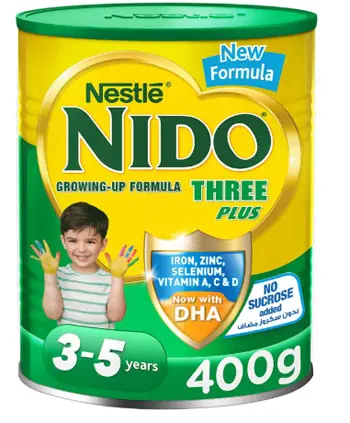 New
Formula
Nestlé
NIDO
GROWING-UP FORMULA
THREE
PLUS
IRON, ZINC,
SELENIUM,
VITAMIN A, C & D
Now with
DHA
NO
SUCROSE
added
بدون سكروز مضاف
3-5 years
400g